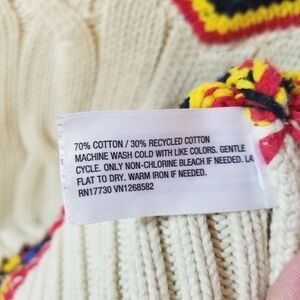 70% COTTON / 30% RECYCLED COTTON
MACHINE WASH COLD WITH LIKE COLORS. GENTLE
CYCLE. ONLY NON-CHLORINE BLEACH IF NEEDED. LA
FLAT TO DRY. WARM IRON IF NEEDED.
RN17730 VN1268582